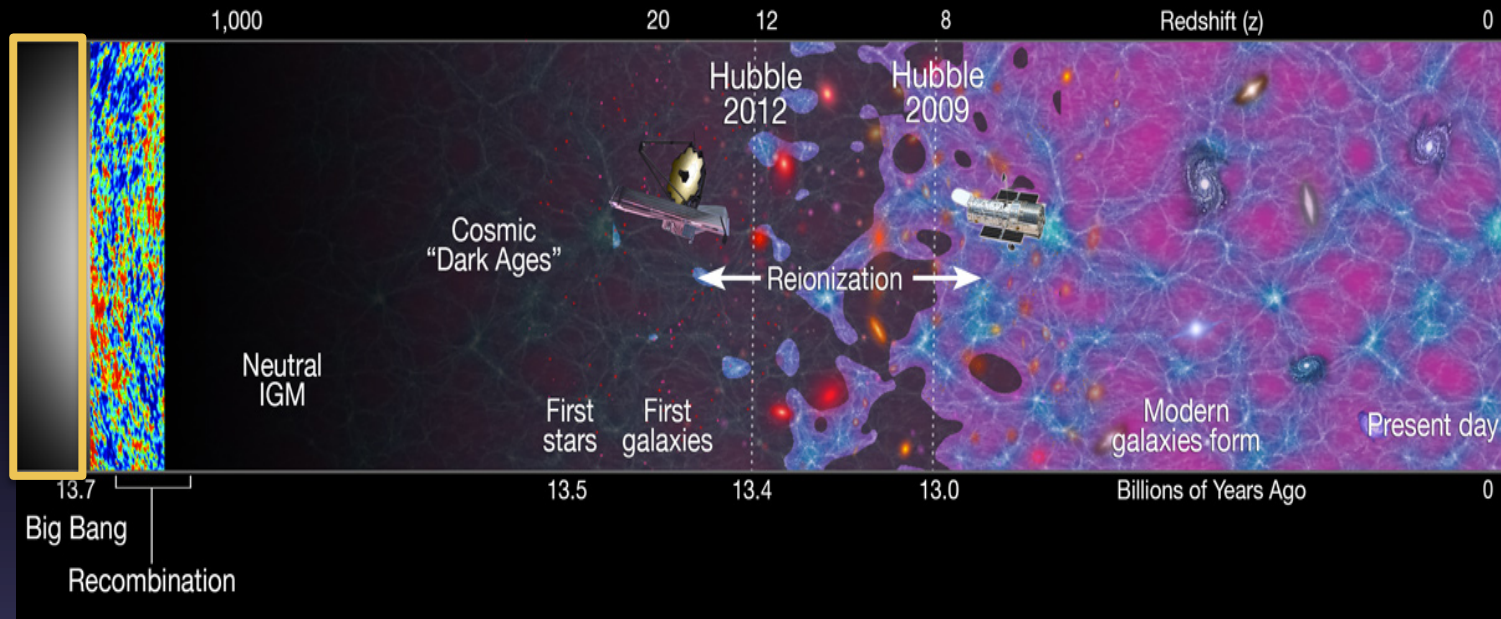 1,000 20 12 8 Redshift (z) 0
Hubble
2012
Hubble
2009
Cosmic
“Dark Ages”
Reionization
Neutral
IGM
First
stars
First
galaxies
Modern
galaxies form
Present day
13.7 13.5 13.4 13.0 Billions of Years Ago 0
Big Bang
Recombination